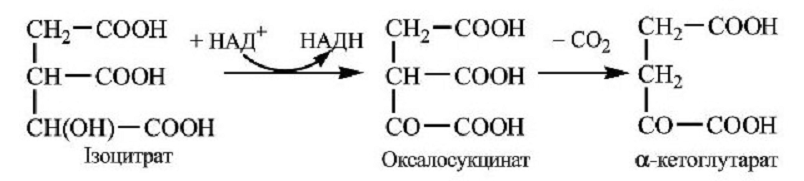 CH₂—COOH + НАД⁺ НАДН CH₂—COOH – CO₂ CH₂—COOH
CH—COOH CH—COOH CH₂
CH(OH)—COOH CO—COOH CO—COOH
Ізоцитрат Оксалосукцинат α-кетоглутарат